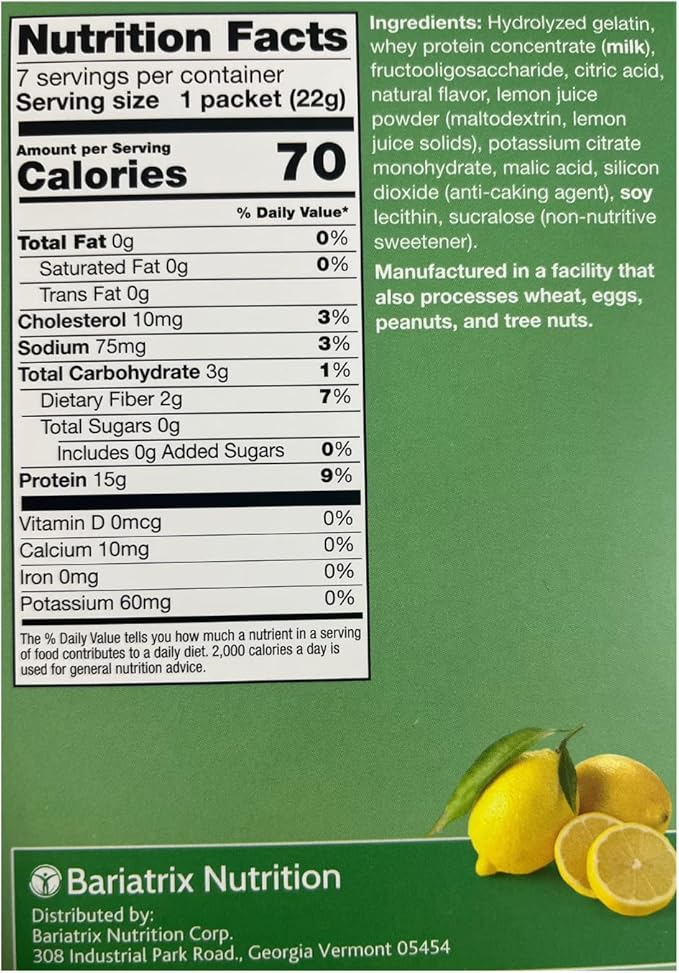 Nutrition Facts
7 servings per container
Serving size 1 packet (22g)
Amount per Serving
Calories 70
% Daily Value*
Total Fat 0g 0%
Saturated Fat 0g 0%
Trans Fat 0g
Cholesterol 10mg 3%
Sodium 75mg 3%
Total Carbohydrate 3g 1%
Dietary Fiber 2g 7%
Total Sugars 0g
Includes 0g Added Sugars 0%
Protein 15g 9%
Vitamin D 0mcg 0%
Calcium 10mg 0%
Iron 0mg 0%
Potassium 60mg 0%
The % Daily Value tells you how much a nutrient in a serving
of food contributes to a daily diet. 2,000 calories a day is
used for general nutrition advice.
Ingredients: Hydrolyzed gelatin,
whey protein concentrate (milk),
fructooligosaccharide, citric acid,
natural flavor, lemon juice
powder (maltodextrin, lemon
juice solids), potassium citrate
monohydrate, malic acid, silicon
dioxide (anti-caking agent), soy
lecithin, sucralose (non-nutritive
sweetener).
Manufactured in a facility that
also processes wheat, eggs,
peanuts, and tree nuts.
Bariatrix Nutrition
Distributed by:
Bariatrix Nutrition Corp.
308 Industrial Park Road., Georgia Vermont 05454